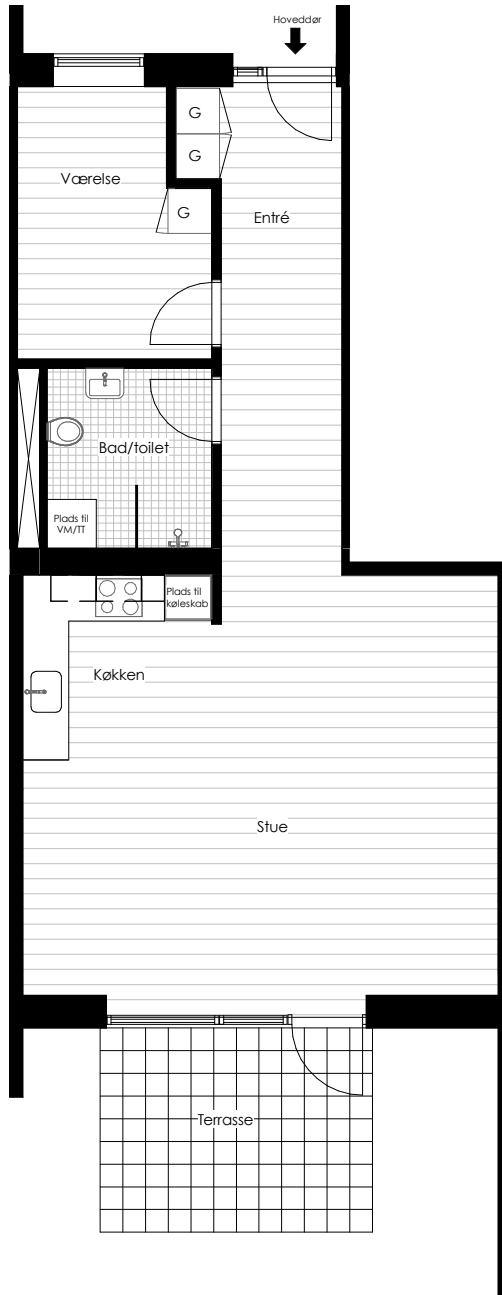 Hoveddør
G
G
Værelse
G
Entré
Bad/toilet
Plads til
VM/TT
Plads til
køleskab
Køkken
Stue
Terrasse